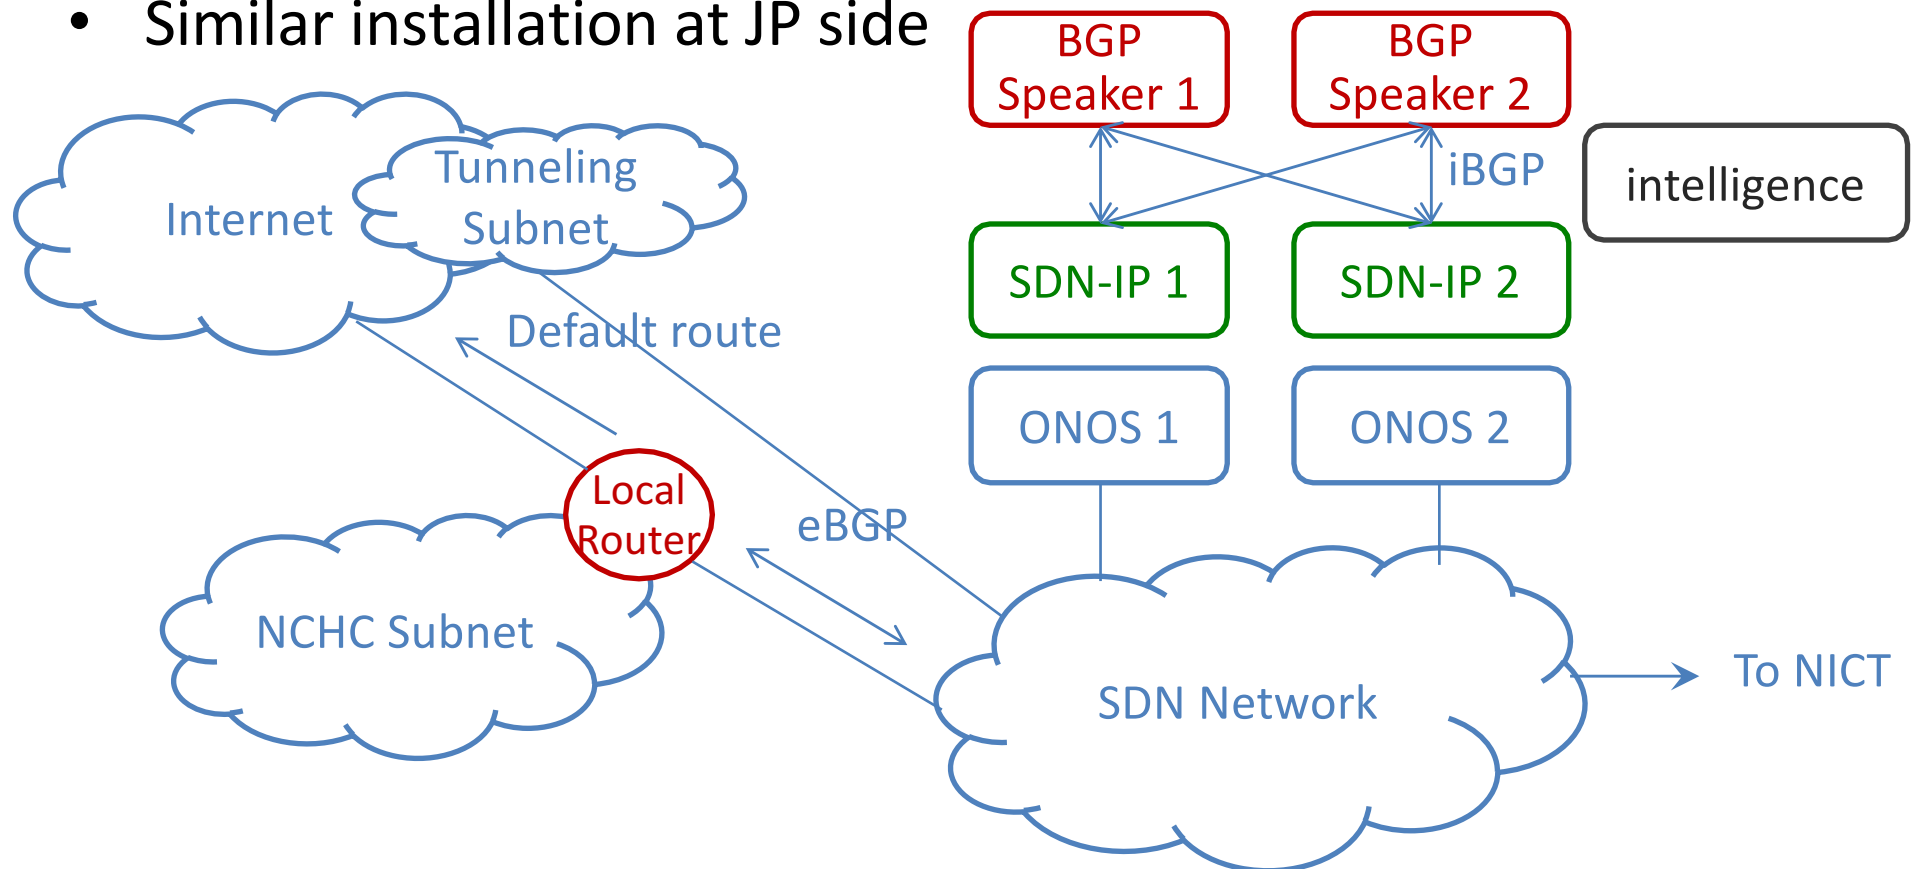 • Similar installation at JP side
BGP
Speaker 1
BGP
Speaker 2
Tunneling
Subnet
Internet
iBGP
intelligence
SDN-IP 1
SDN-IP 2
Default route
ONOS 1
ONOS 2
Local
Router
eBGP
NCHC Subnet
SDN Network
To NICT